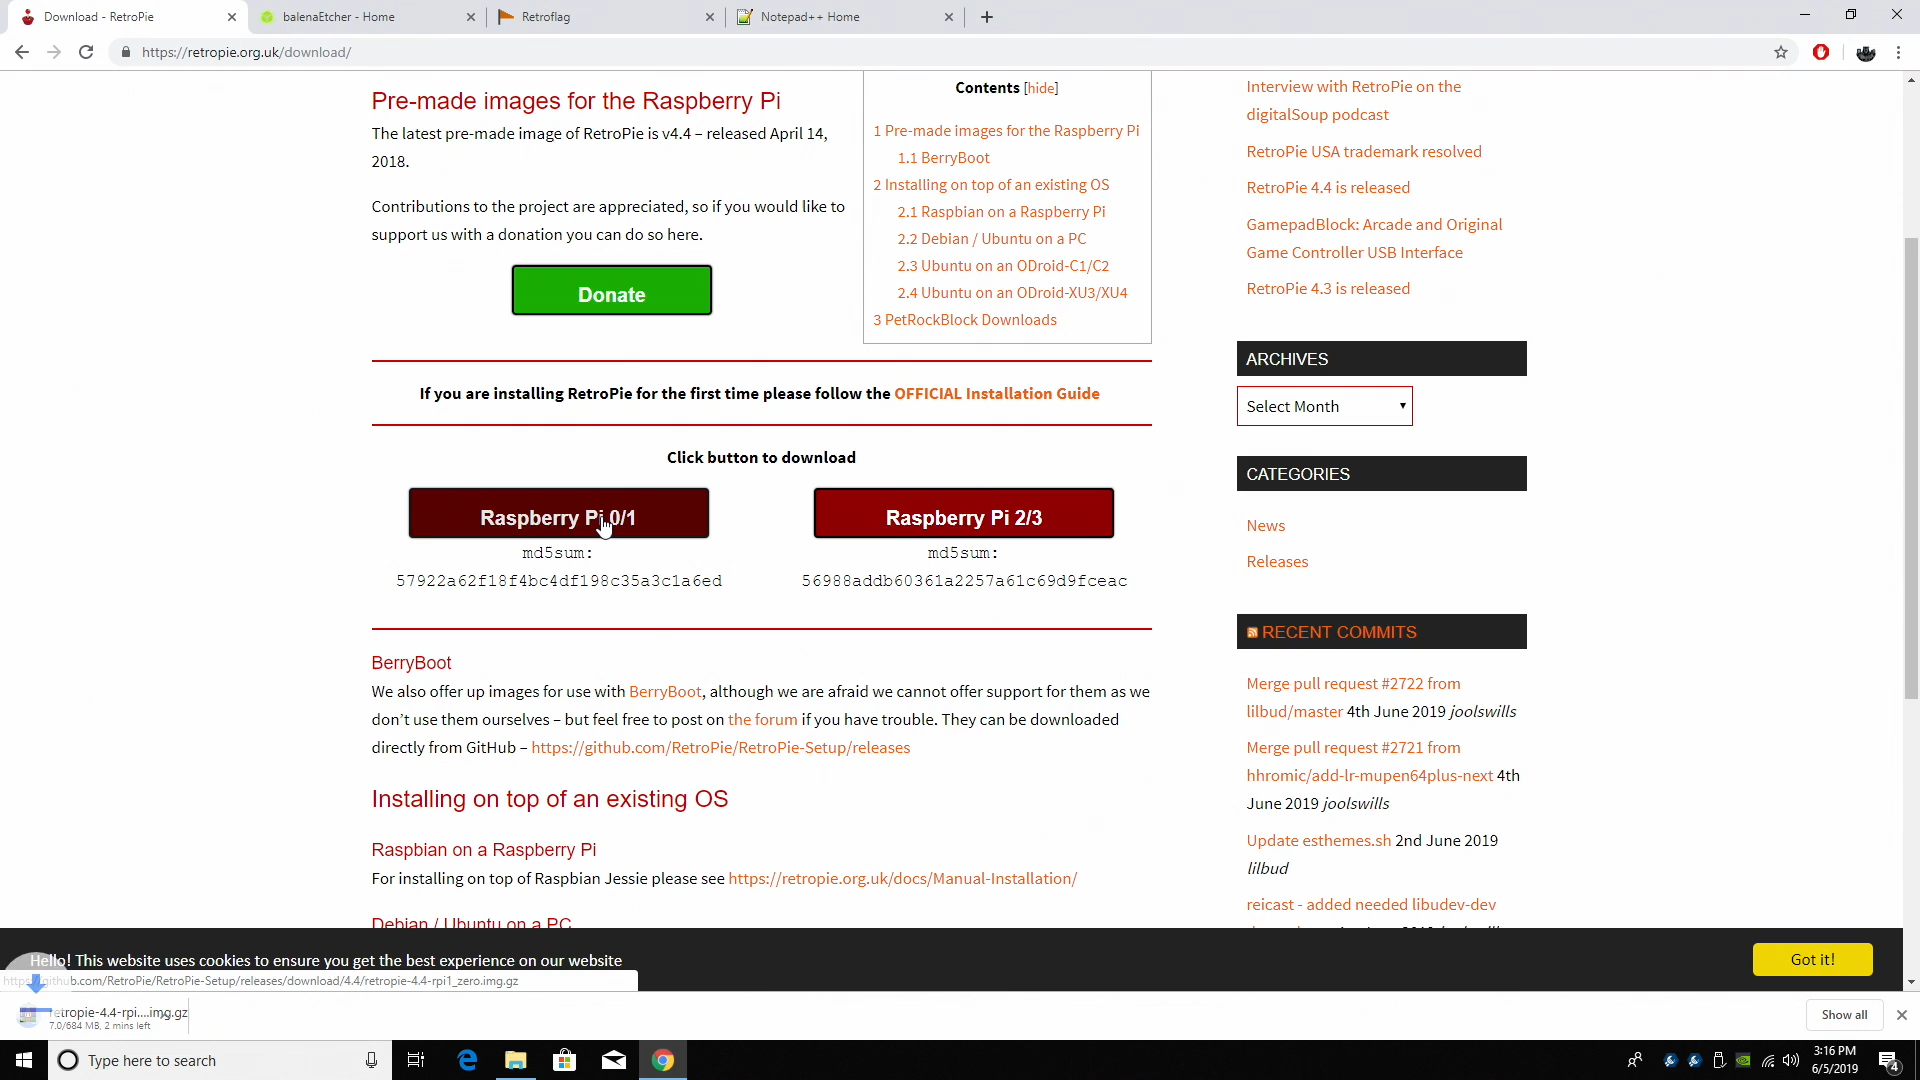 Download - RetroPie
balenaEtcher - Home
Retroflag
Notepad++ Home
https://retropie.org.uk/download/
Pre-made images for the Raspberry Pi
The latest pre-made image of RetroPie is v4.4 – released April 14,
2018.
Contributions to the project are appreciated, so if you would like to
support us with a donation you can do so here.
Donate
Contents [hide]
1 Pre-made images for the Raspberry Pi
1.1 BerryBoot
2 Installing on top of an existing OS
2.1 Raspbian on a Raspberry Pi
2.2 Debian / Ubuntu on a PC
2.3 Ubuntu on an ODroid-C1/C2
2.4 Ubuntu on an ODroid-XU3/XU4
3 PetRockBlock Downloads
If you are installing RetroPie for the first time please follow the OFFICIAL Installation Guide
Click button to download
Raspberry Pi 0/1
md5sum:
57922a62f18f4bc4df198c35a3c1a6ed
Raspberry Pi 2/3
md5sum:
56988addb60361a2257a61c69d9fceac
BerryBoot
We also offer up images for use with BerryBoot, although we are afraid we cannot offer support for them as we
don't use them ourselves – but feel free to post on the forum if you have trouble. They can be downloaded
directly from GitHub – https://github.com/RetroPie/RetroPie-Setup/releases
Installing on top of an existing OS
Raspbian on a Raspberry Pi
For installing on top of Raspbian Jessie please see https://retropie.org.uk/docs/Manual-Installation/
Debian / Ubuntu on a PC
Interview with RetroPie on the
digitalSoup podcast
RetroPie USA trademark resolved
RetroPie 4.4 is released
GamepadBlock: Arcade and Original
Game Controller USB Interface
RetroPie 4.3 is released
ARCHIVES
Select Month
CATEGORIES
News
Releases
RECENT COMMITS
Merge pull request #2722 from
lilbud/master 4th June 2019 joolswills
Merge pull request #2721 from
hhromic/add-lr-mupen64plus-next 4th
June 2019 joolswills
Update esthemes.sh 2nd June 2019
lilbud
reicast - added needed libudev-dev
Hello! This website uses cookies to ensure you get the best experience on our website
Got it!
https://github.com/RetroPie/RetroPie-Setup/releases/download/4.4/retropie-4.4-rpi1_zero.img.gz
retropie-4.4-rpi....img.gz
7.0/684 MB, 2 mins left
Show all
Type here to search
3:16 PM
6/5/2019
4